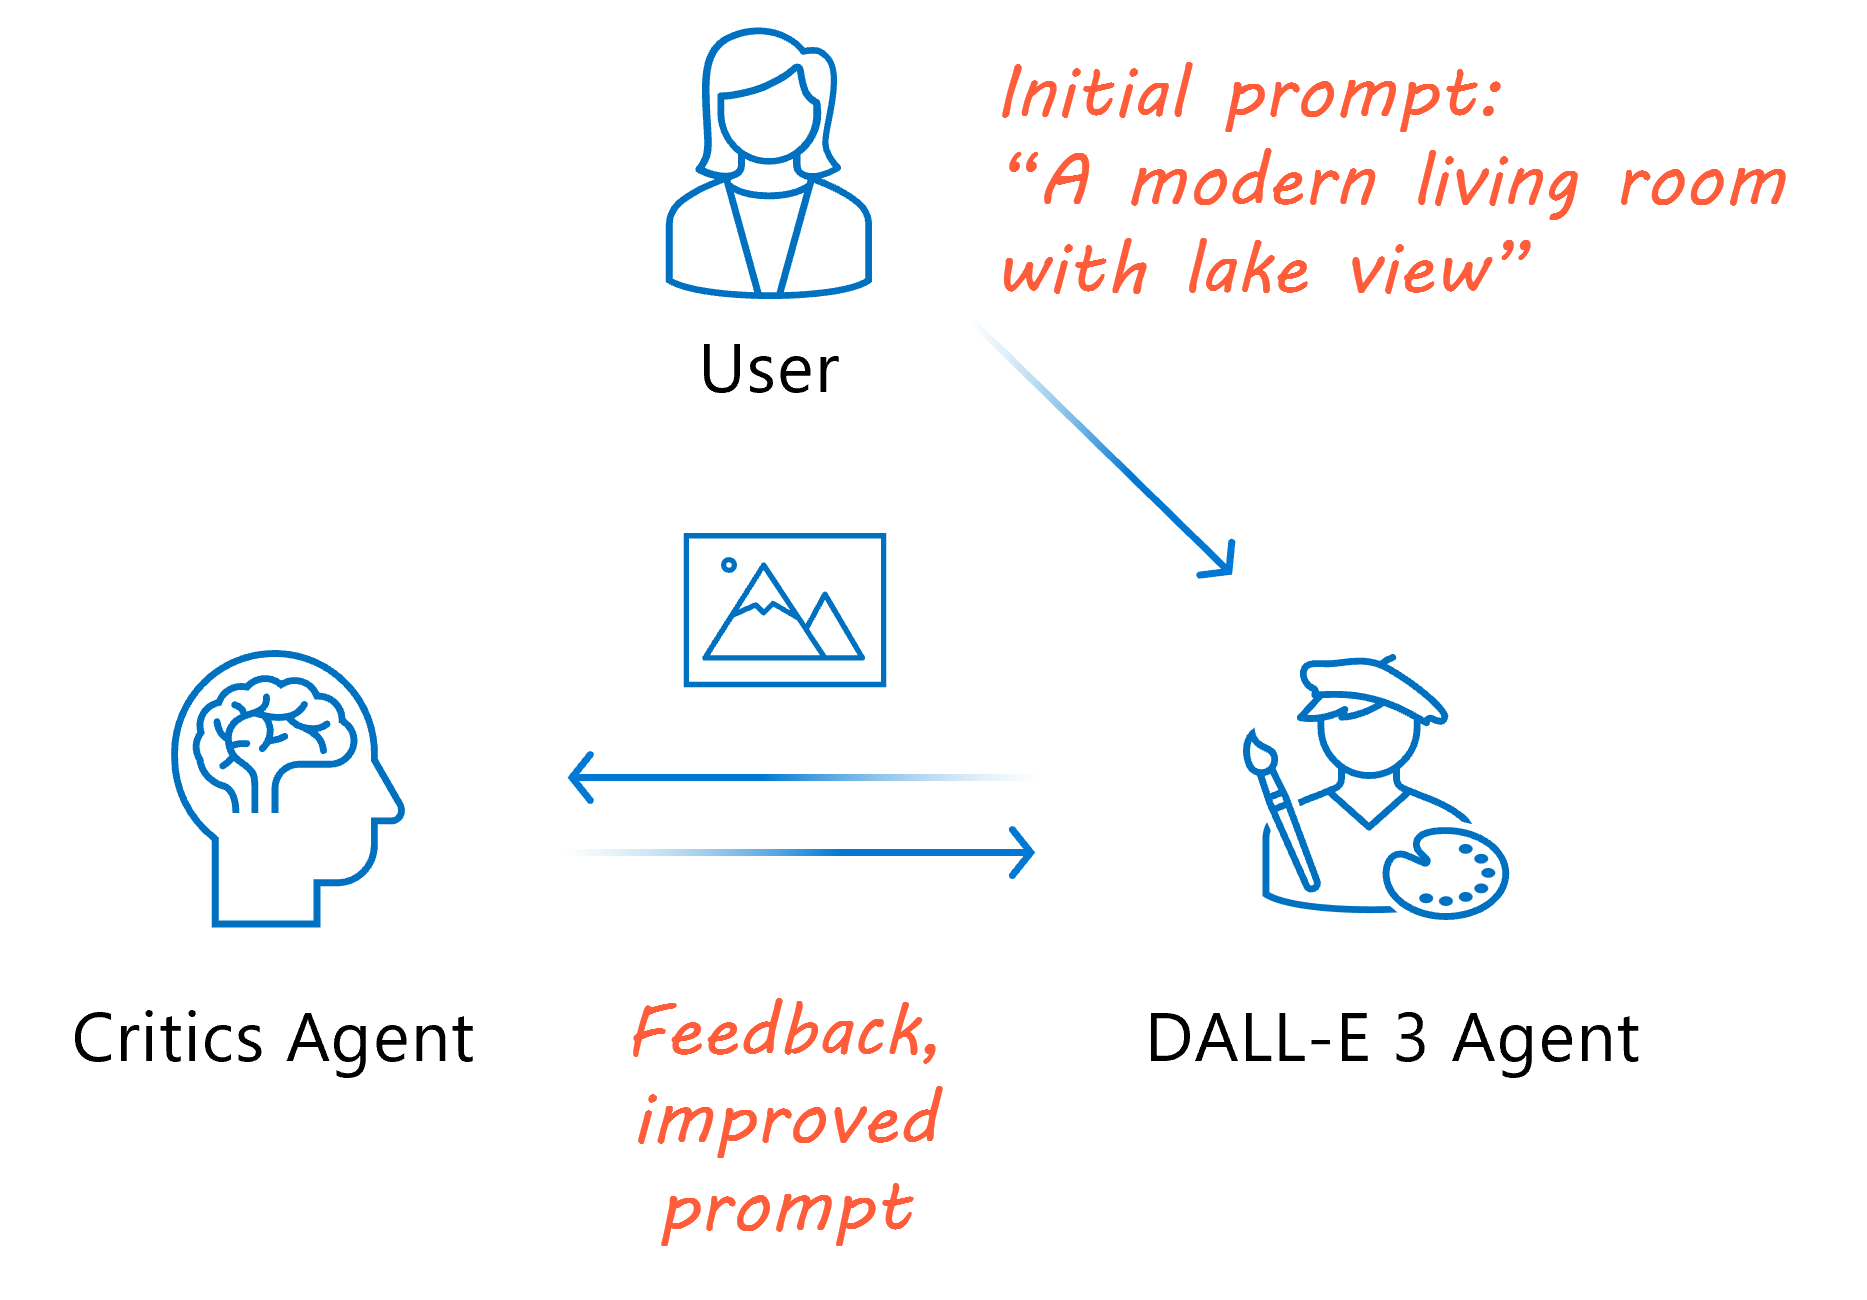 Initial prompt:
“A modern living room
with lake view”
User
Critics Agent
Feedback,
improved
prompt
DALL-E 3 Agent